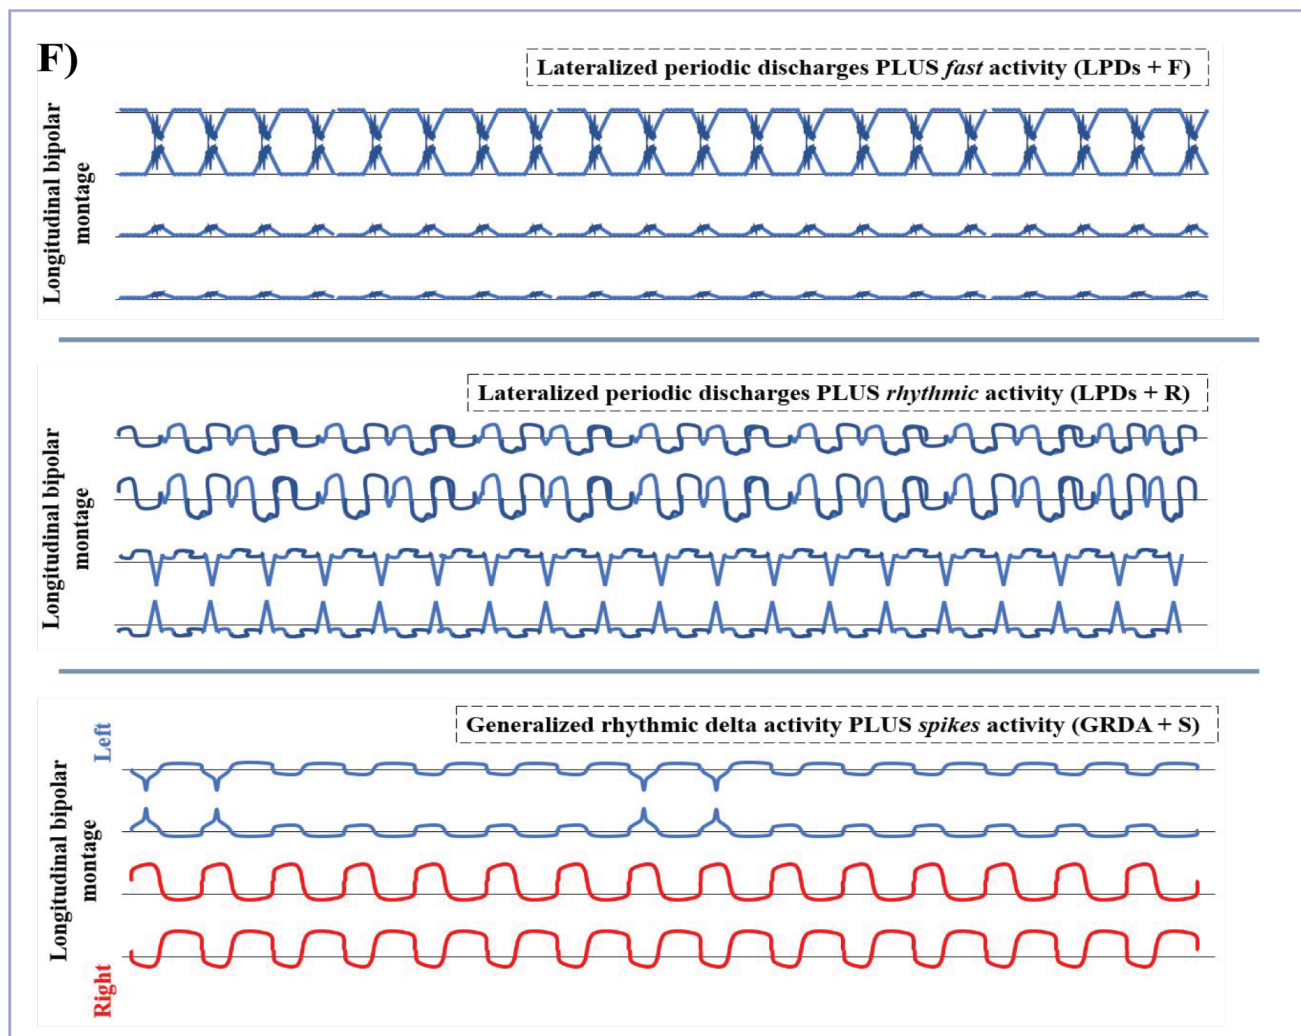 F)
Lateralized periodic discharges PLUS fast activity (LPDs + F)
Longitudinal bipolar
montage
Lateralized periodic discharges PLUS rhythmic activity (LPDs + R)
Longitudinal bipolar
montage
Generalized rhythmic delta activity PLUS spikes activity (GRDA + S)
Left
Longitudinal bipolar
montage
Right